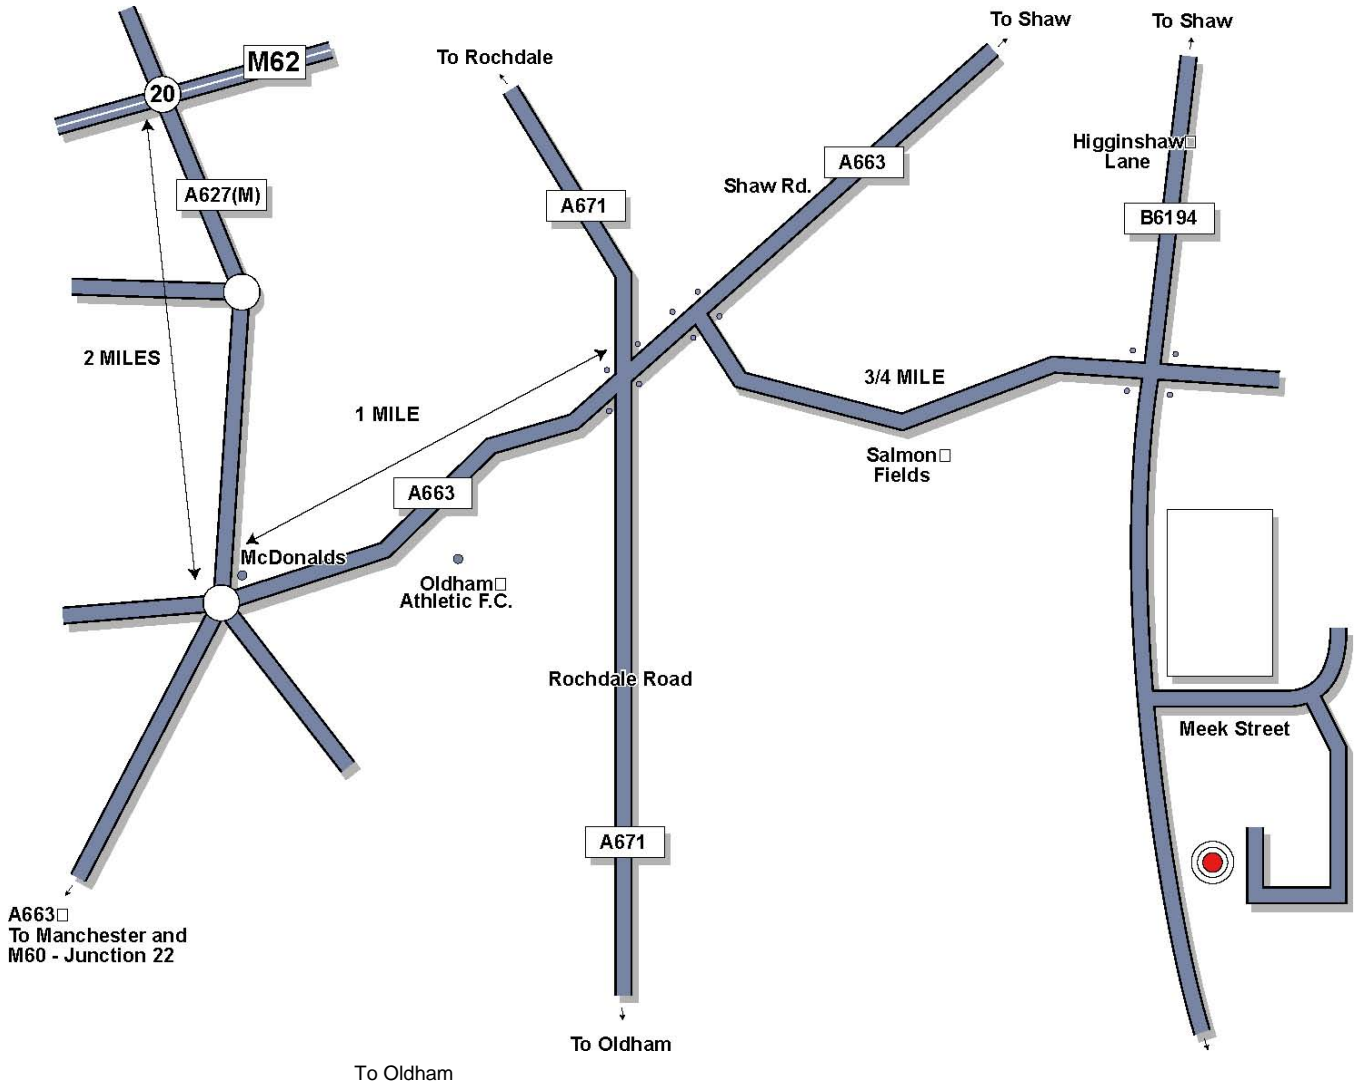 To Shaw
To Shaw
To Rochdale
M62
20
Higginshaw
Lane
A663
Shaw Rd.
A627(M)
A671
B6194
2 MILES
3/4 MILE
1 MILE
Salmon
Fields
A663
McDonalds
Oldham
Athletic F.C.
Rochdale Road
Meek Street
A671
A663
To Manchester and
M60 - Junction 22
To Oldham
To Oldham